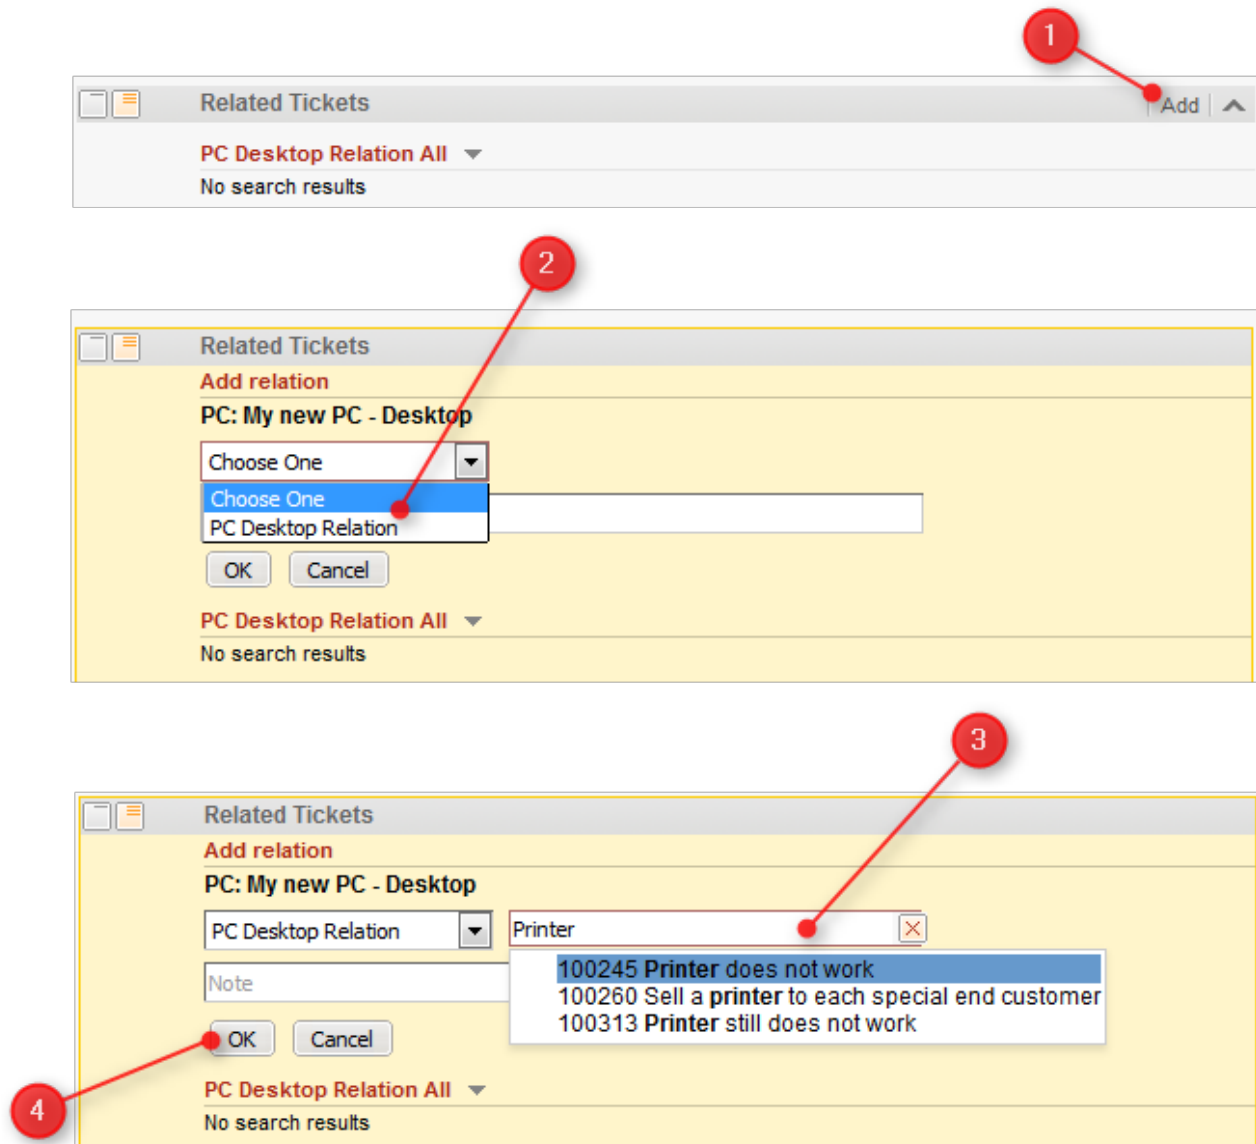 1
Related Tickets Add
PC Desktop Relation All
No search results
2
Related Tickets
Add relation
PC: My new PC - Desktop
Choose One
Choose One
PC Desktop Relation
OK Cancel
PC Desktop Relation All
No search results
3
Related Tickets
Add relation
PC: My new PC - Desktop
PC Desktop Relation Printer
100245 Printer does not work
Note
100260 Sell a printer to each special end customer
100313 Printer still does not work
OK Cancel
PC Desktop Relation All
4
No search results